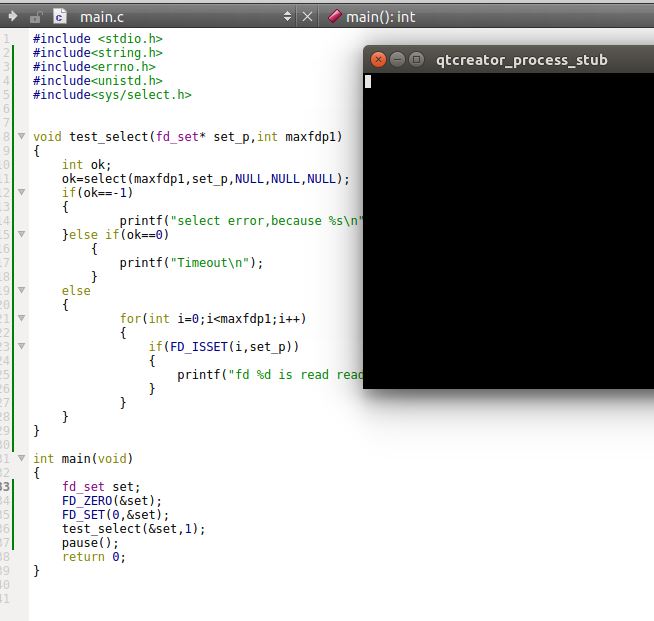 main.c
main(): int
qtcreator_process_stub
1 #include <stdio.h>
2 #include<string.h>
3 #include<errno.h>
4 #include<unistd.h>
5 #include<sys/select.h>
6
7
8 void test_select(fd_set* set_p,int maxfdp1)
9 {
10 int ok;
11 ok=select(maxfdp1,set_p,NULL,NULL,NULL);
12 if(ok==-1)
13 {
14 printf("select error,because %s\n"
15 }else if(ok==0)
16 {
17 printf("Timeout\n");
18 }
19 else
20 {
21 for(int i=0;i<maxfdp1;i++)
22 {
23 if(FD_ISSET(i,set_p))
24 {
25 printf("fd %d is read read
26 }
27 }
28 }
29 }
30
31 int main(void)
32 {
33 fd_set set;
34 FD_ZERO(&set);
35 FD_SET(0,&set);
36 test_select(&set,1);
37 pause();
38 return 0;
39 }
40
41